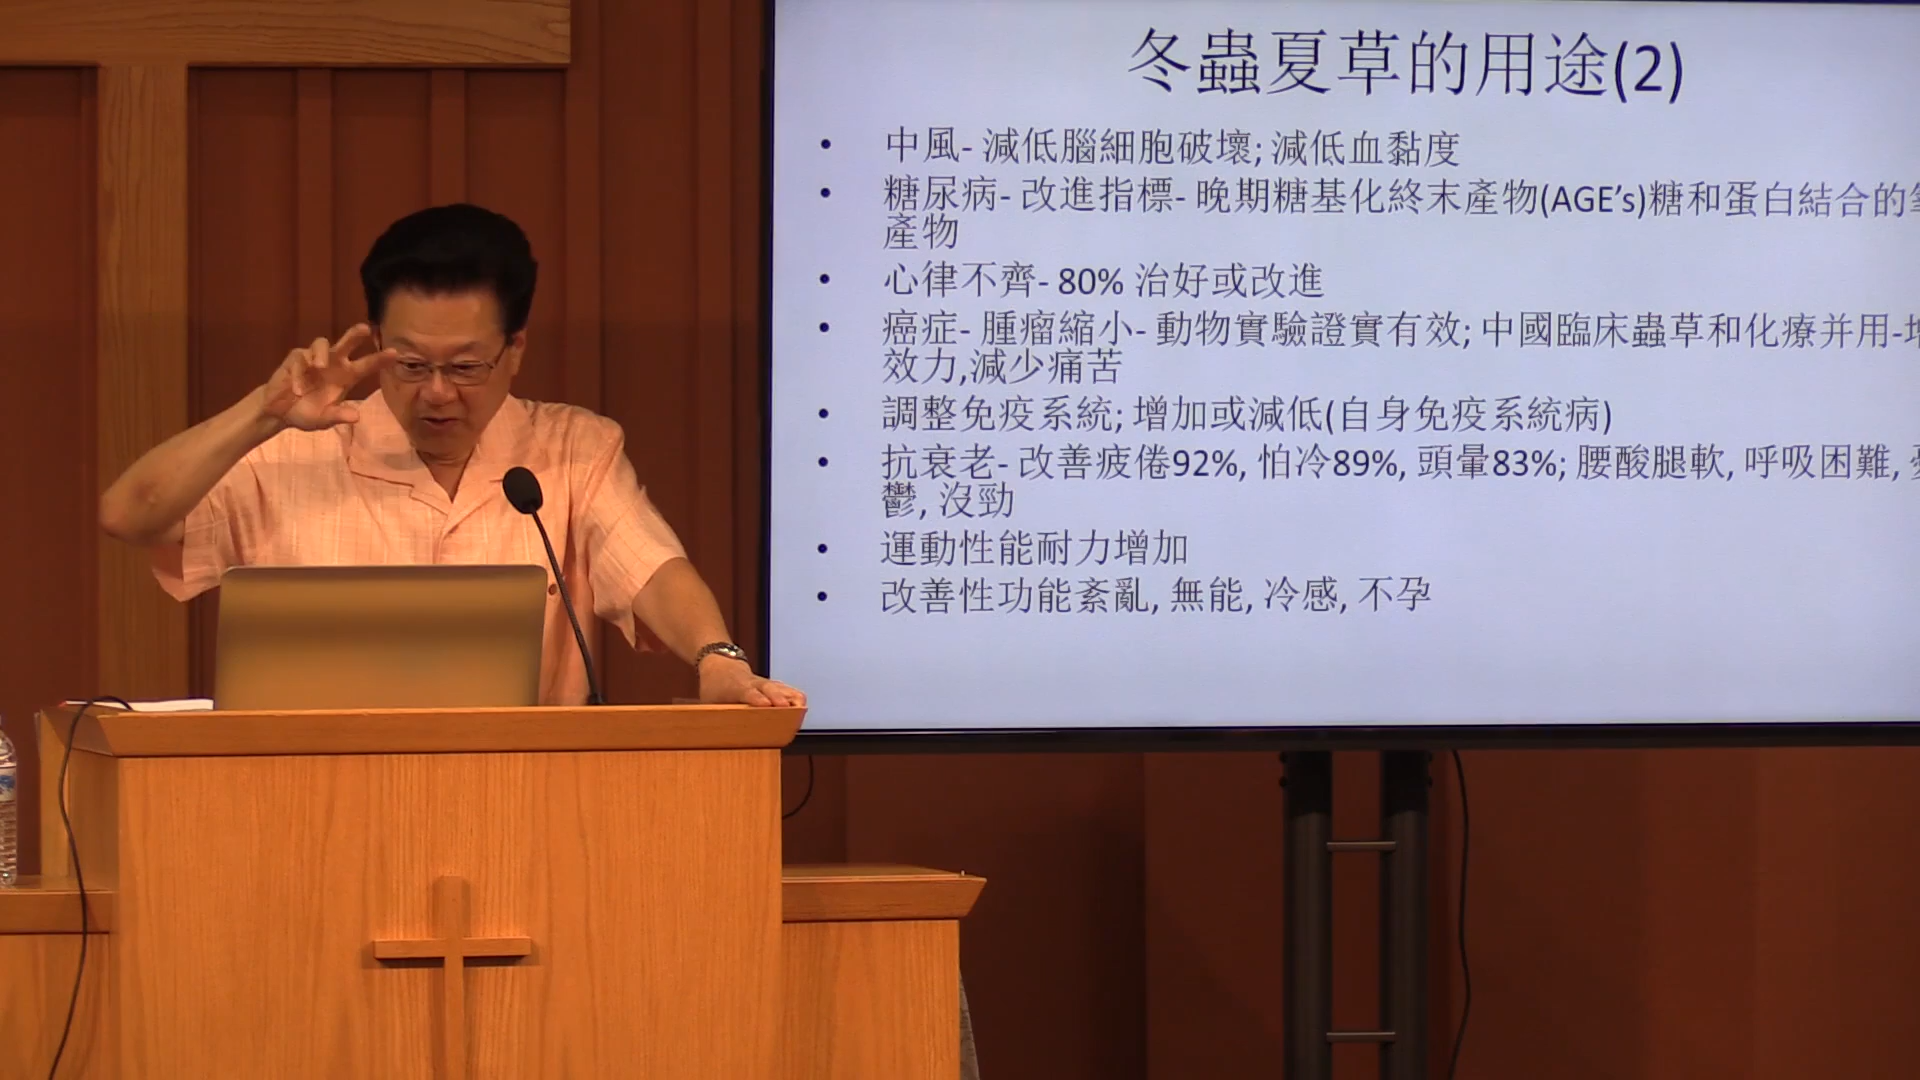 冬蟲夏草的用途(2)
• 中風- 減低腦細胞破壞; 減低血黏度
• 糖尿病- 改進指標- 晚期糖基化終末產物(AGE’s)糖和蛋白結合的
產物
• 心律不齊- 80% 治好或改進
• 癌症- 腫瘤縮小- 動物實驗證實有效; 中國臨床蟲草和化療并用-
效力,減少痛苦
• 調整免疫系統; 增加或減低(自身免疫系統病)
• 抗衰老- 改善疲倦92%, 怕冷89%, 頭暈83%; 腰酸腿軟, 呼吸困難,
鬱, 沒勁
• 運動性能耐力增加
• 改善性功能紊亂, 無能, 冷感, 不孕